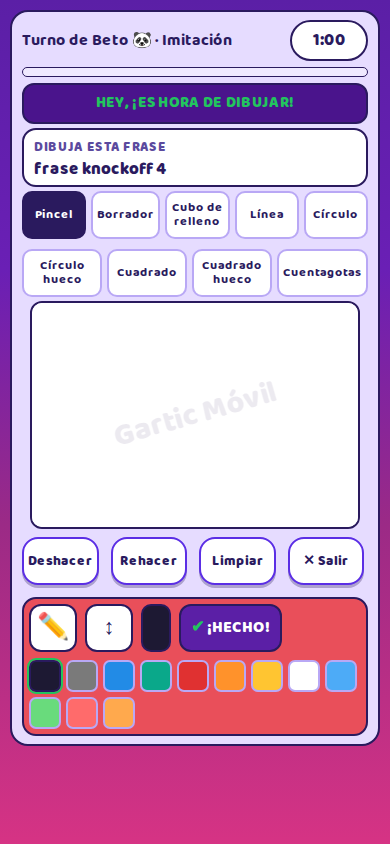 Turno de Beto 🐼 · Imitación
1:00
HEY, ¡ES HORA DE DIBUJAR!
DIBUJA ESTA FRASE
frase knockoff 4
Pincel
Borrador
Cubo de
relleno
Línea
Círculo
Círculo
hueco
Cuadrado
Cuadrado
hueco
Cuentagotas
Gartic Móvil
Deshacer
Rehacer
Limpiar
✕ Salir
✔ ¡HECHO!